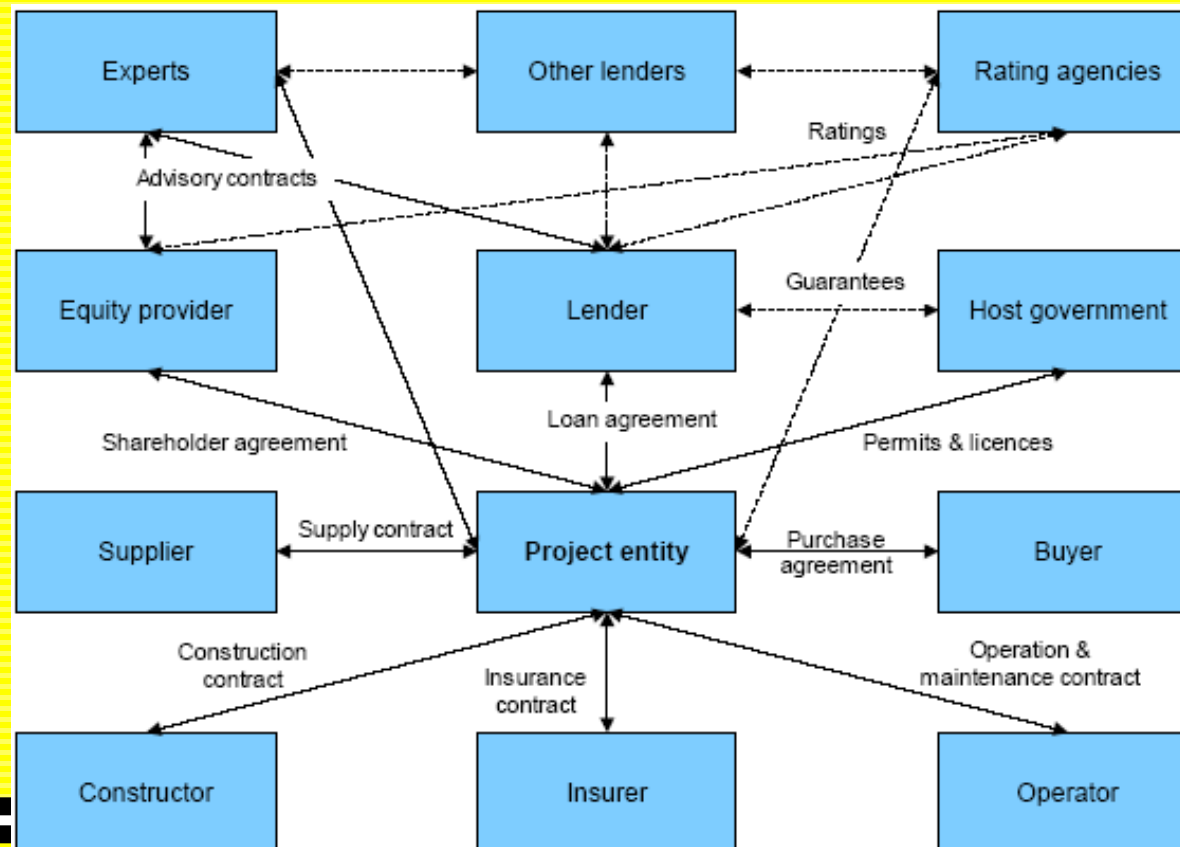 Experts
Other lenders
Rating agencies
Ratings
Advisory contracts
Equity provider
Lender
Guarantees
Host government
Shareholder agreement
Loan agreement
Permits & licences
Supplier
Supply contract
Project entity
Purchase
agreement
Buyer
Construction
contract
Insurance
contract
Operation &
maintenance contract
Constructor
Insurer
Operator